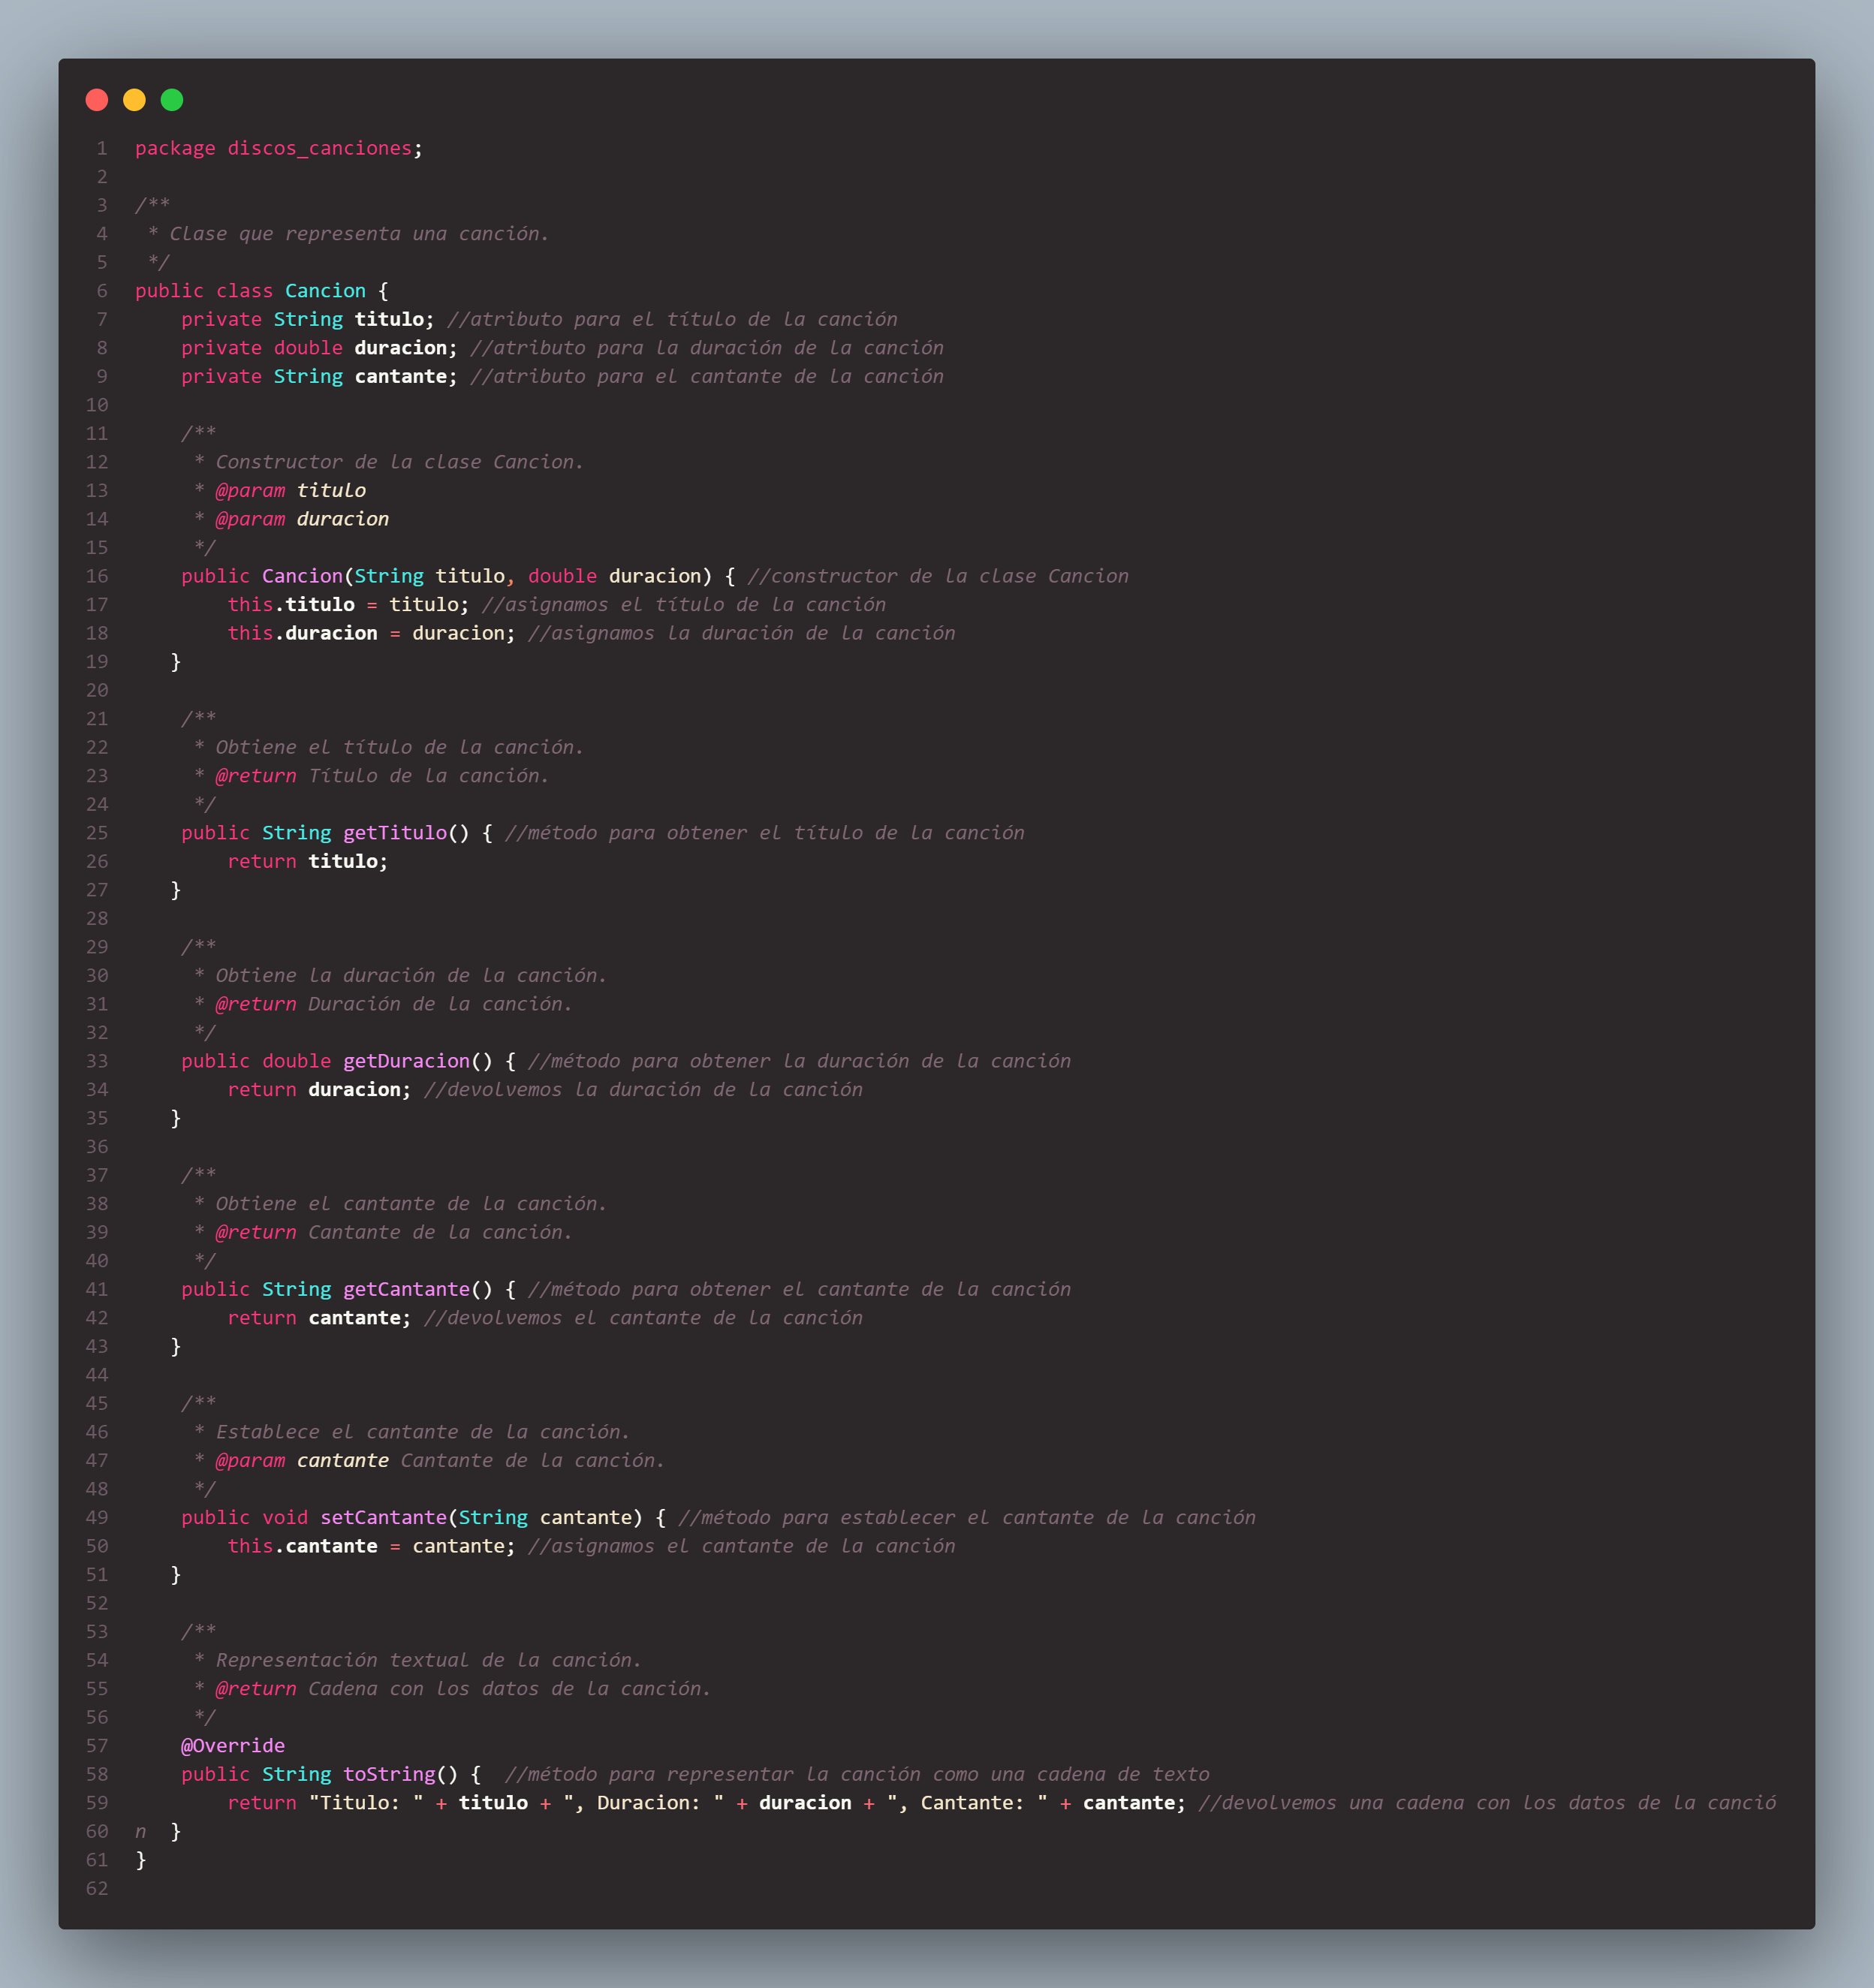 1 package discos_canciones;
2
3 /**
4  * Clase que representa una canción.
5  */
6 public class Cancion {
7     private String titulo; //atributo para el título de la canción
8     private double duracion; //atributo para la duración de la canción
9     private String cantante; //atributo para el cantante de la canción
10
11     /**
12      * Constructor de la clase Cancion.
13      * @param titulo
14      * @param duracion
15      */
16     public Cancion(String titulo, double duracion) { //constructor de la clase Cancion
17         this.titulo = titulo; //asignamos el título de la canción
18         this.duracion = duracion; //asignamos la duración de la canción
19    }
20
21     /**
22      * Obtiene el título de la canción.
23      * @return Título de la canción.
24      */
25     public String getTitulo() { //método para obtener el título de la canción
26         return titulo;
27    }
28
29     /**
30      * Obtiene la duración de la canción.
31      * @return Duración de la canción.
32      */
33     public double getDuracion() { //método para obtener la duración de la canción
34         return duracion; //devolvemos la duración de la canción
35    }
36
37     /**
38      * Obtiene el cantante de la canción.
39      * @return Cantante de la canción.
40      */
41     public String getCantante() { //método para obtener el cantante de la canción
42         return cantante; //devolvemos el cantante de la canción
43    }
44
45     /**
46      * Establece el cantante de la canción.
47      * @param cantante Cantante de la canción.
48      */
49     public void setCantante(String cantante) { //método para establecer el cantante de la canción
50         this.cantante = cantante; //asignamos el cantante de la canción
51    }
52
53     /**
54      * Representación textual de la canción.
55      * @return Cadena con los datos de la canción.
56      */
57     @Override
58     public String toString() {  //método para representar la canción como una cadena de texto
59         return "Titulo: " + titulo + ", Duracion: " + duracion + ", Cantante: " + cantante; //devolvemos una cadena con los datos de la canció
60 n  }
61 }
62